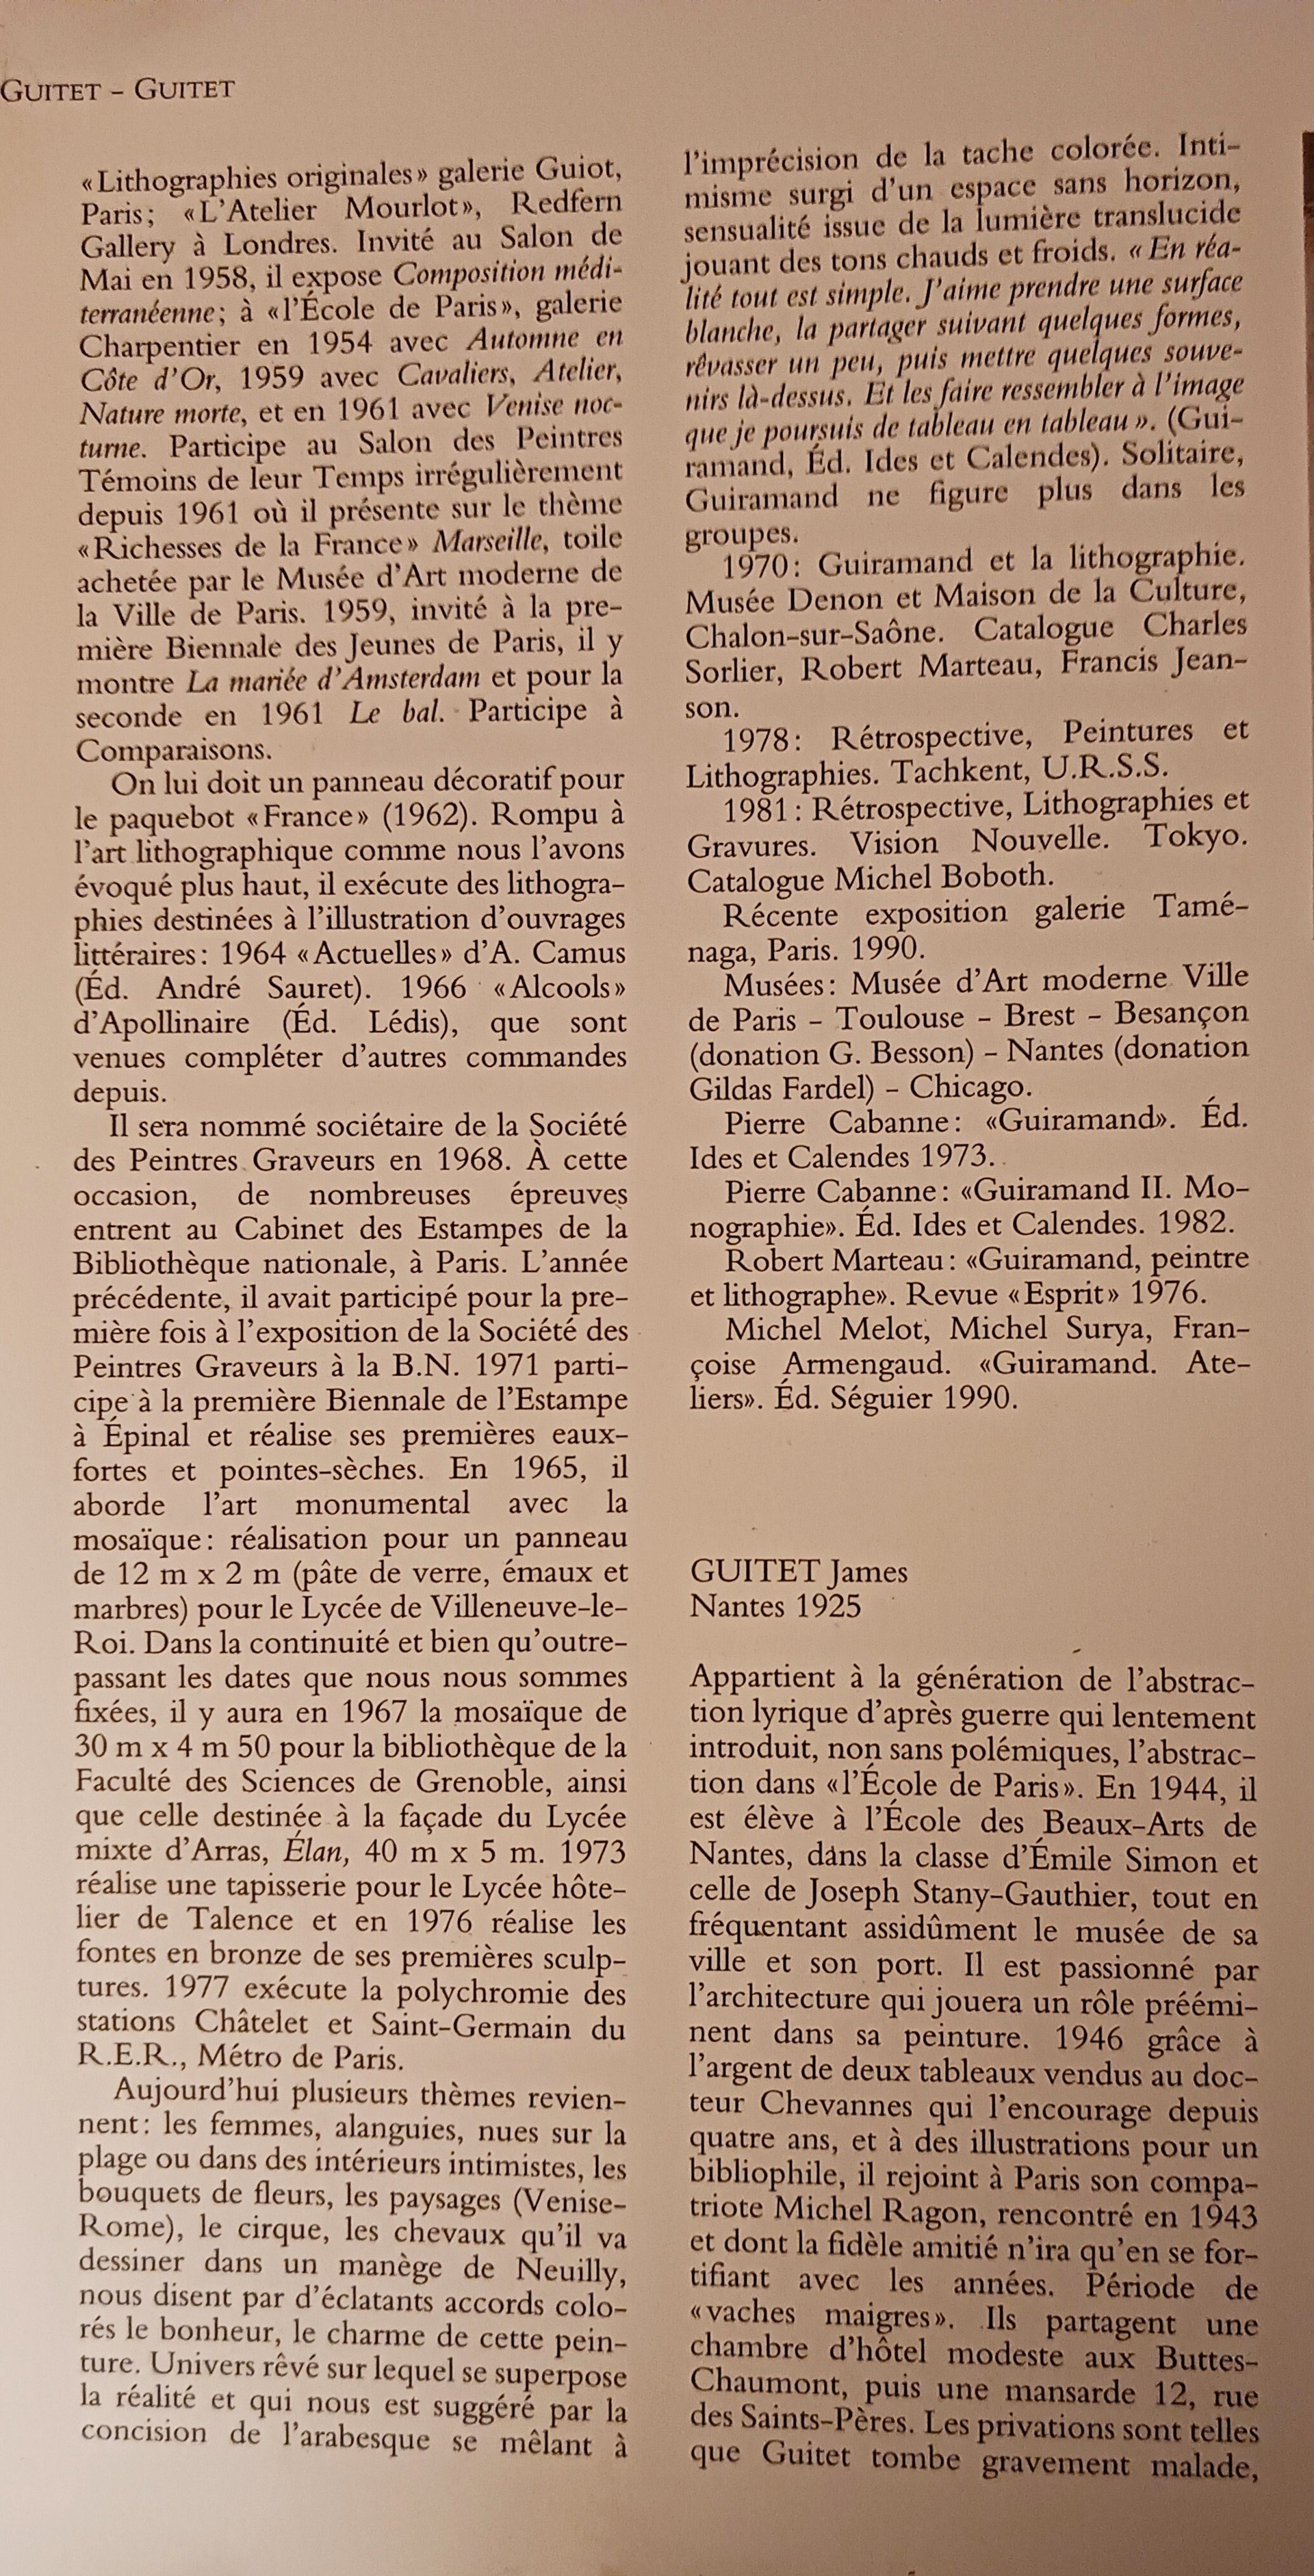 GUITET – GUITET
«Lithographies originales» galerie Guiot,
Paris; «L'Atelier Mourlot», Redfern
Gallery à Londres. Invité au Salon de
Mai en 1958, il expose Composition médi-
terranéenne; à «l'École de Paris», galerie
Charpentier en 1954 avec Automne en
Côte d'Or, 1959 avec Cavaliers, Atelier,
Nature morte, et en 1961 avec Venise noc-
turne. Participe au Salon des Peintres
Témoins de leur Temps irrégulièrement
depuis 1961 où il présente sur le thème
«Richesses de la France» Marseille, toile
achetée par le Musée d'Art moderne de
la Ville de Paris. 1959, invité à la pre-
mière Biennale des Jeunes de Paris, il y
montre La mariée d'Amsterdam et pour la
seconde en 1961 Le bal. Participe à
Comparaisons.
On lui doit un panneau décoratif pour
le paquebot «France» (1962). Rompu à
l'art lithographique comme nous l'avons
évoqué plus haut, il exécute des lithogra-
phies destinées à l'illustration d'ouvrages
littéraires: 1964 «Actuelles» d'A. Camus
(Éd. André Sauret). 1966 «Alcools»
d'Apollinaire (Éd. Lédis), que sont
venues compléter d'autres commandes
depuis.
Il sera nommé sociétaire de la Société
des Peintres Graveurs en 1968. À cette
occasion, de nombreuses épreuves
entrent au Cabinet des Estampes de la
Bibliothèque nationale, à Paris. L'année
précédente, il avait participé pour la pre-
mière fois à l'exposition de la Société des
Peintres Graveurs à la B.N. 1971 parti-
cipe à la première Biennale de l'Estampe
à Épinal et réalise ses premières eaux-
fortes et pointes-sèches. En 1965, il
aborde l'art monumental avec la
mosaïque: réalisation pour un panneau
de 12 m x 2 m (pâte de verre, émaux et
marbres) pour le Lycée de Villeneuve-le-
Roi. Dans la continuité et bien qu'outre-
passant les dates que nous nous sommes
fixées, il y aura en 1967 la mosaïque de
30 m x 4 m 50 pour la bibliothèque de la
Faculté des Sciences de Grenoble, ainsi
que celle destinée à la façade du Lycée
mixte d'Arras, Élan, 40 m x 5 m. 1973
réalise une tapisserie pour le Lycée hôte-
lier de Talence et en 1976 réalise les
fontes en bronze de ses premières sculp-
tures. 1977 exécute la polychromie des
stations Châtelet et Saint-Germain du
R.E.R., Métro de Paris.
Aujourd'hui plusieurs thèmes revien-
nent: les femmes, alanguies, nues sur la
plage ou dans des intérieurs intimistes, les
bouquets de fleurs, les paysages (Venise-
Rome), le cirque, les chevaux qu'il va
dessiner dans un manège de Neuilly,
nous disent par d'éclatants accords colo-
rés le bonheur, le charme de cette pein-
ture. Univers rêvé sur lequel se superpose
la réalité et qui nous est suggéré par la
concision de l'arabesque se mêlant à
l'imprécision de la tache colorée. Inti-
misme surgi d'un espace sans horizon,
sensualité issue de la lumière translucide
jouant des tons chauds et froids. «En réa-
lité tout est simple. J'aime prendre une surface
blanche, la partager suivant quelques formes,
rêvasser un peu, puis mettre quelques souve-
nirs là-dessus. Et les faire ressembler à l'image
que je poursuis de tableau en tableau». (Gui-
ramand, Éd. Ides et Calendes). Solitaire,
Guiramand ne figure plus dans les
groupes.
1970: Guiramand et la lithographie.
Musée Denon et Maison de la Culture,
Chalon-sur-Saône. Catalogue Charles
Sorlier, Robert Marteau, Francis Jean-
son.
1978: Rétrospective, Peintures et
Lithographies. Tachkent, U.R.S.S.
1981: Rétrospective, Lithographies et
Gravures. Vision Nouvelle. Tokyo.
Catalogue Michel Boboth.
Récente exposition galerie Tamé-
naga, Paris. 1990.
Musées: Musée d'Art moderne Ville
de Paris – Toulouse – Brest – Besançon
(donation G. Besson) – Nantes (donation
Gildas Fardel) – Chicago.
Pierre Cabanne: «Guiramand». Éd.
Ides et Calendes 1973.
Pierre Cabanne: «Guiramand II. Mo-
nographie». Éd. Ides et Calendes. 1982.
Robert Marteau: «Guiramand, peintre
et lithographe». Revue «Esprit» 1976.
Michel Melot, Michel Surya, Fran-
çoise Armengaud. «Guiramand. Ate-
liers». Éd. Séguier 1990.
GUITET James
Nantes 1925
Appartient à la génération de l'abstrac-
tion lyrique d'après guerre qui lentement
introduit, non sans polémiques, l'abstrac-
tion dans «l'École de Paris». En 1944, il
est élève à l'École des Beaux-Arts de
Nantes, dans la classe d'Émile Simon et
celle de Joseph Stany-Gauthier, tout en
fréquentant assidûment le musée de sa
ville et son port. Il est passionné par
l'architecture qui jouera un rôle préémi-
nent dans sa peinture. 1946 grâce à
l'argent de deux tableaux vendus au doc-
teur Chevannes qui l'encourage depuis
quatre ans, et à des illustrations pour un
bibliophile, il rejoint à Paris son compa-
triote Michel Ragon, rencontré en 1943
et dont la fidèle amitié n'ira qu'en se for-
tifiant avec les années. Période de
«vaches maigres». Ils partagent une
chambre d'hôtel modeste aux Buttes-
Chaumont, puis une mansarde 12, rue
des Saints-Pères. Les privations sont telles
que Guitet tombe gravement malade,